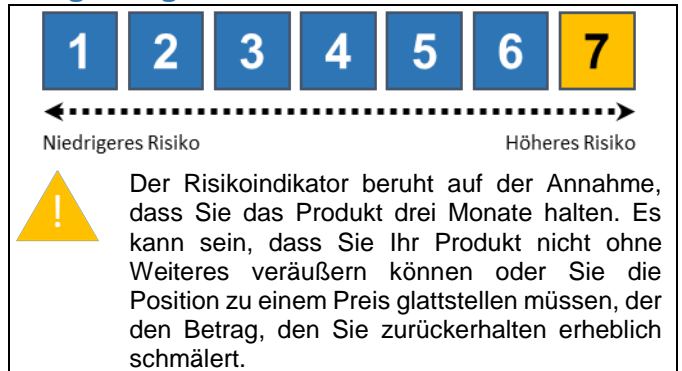 1 2 3 4 5 6 7
Niedrigeres Risiko Höheres Risiko
!
Der Risikoindikator beruht auf der Annahme,
dass Sie das Produkt drei Monate halten. Es
kann sein, dass Sie Ihr Produkt nicht ohne
Weiteres veräußern können oder Sie die
Position zu einem Preis glattstellen müssen, der
den Betrag, den Sie zurückerhalten erheblich
schmälert.